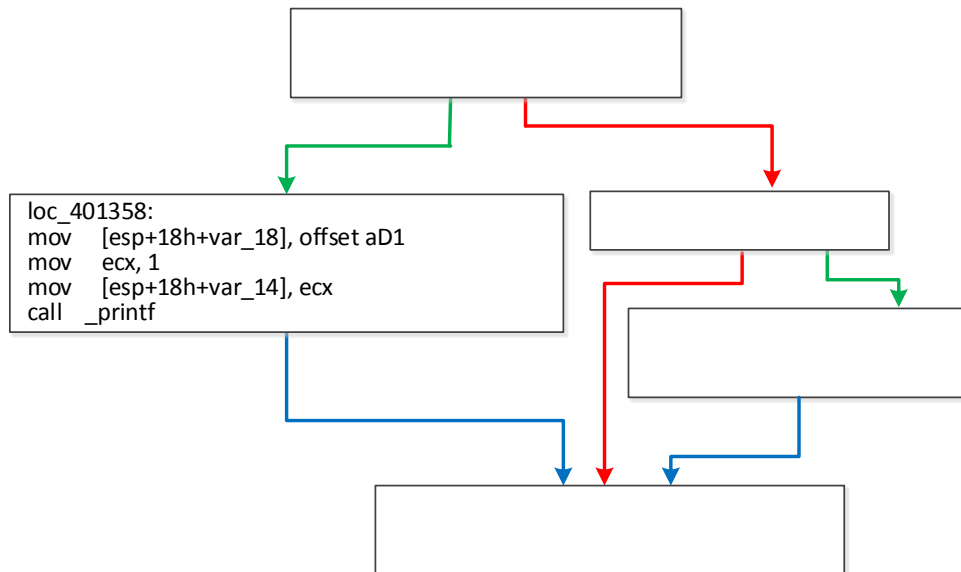 loc_401358:
mov [esp+18h+var_18], offset aD1
mov ecx, 1
mov [esp+18h+var_14], ecx
call _printf